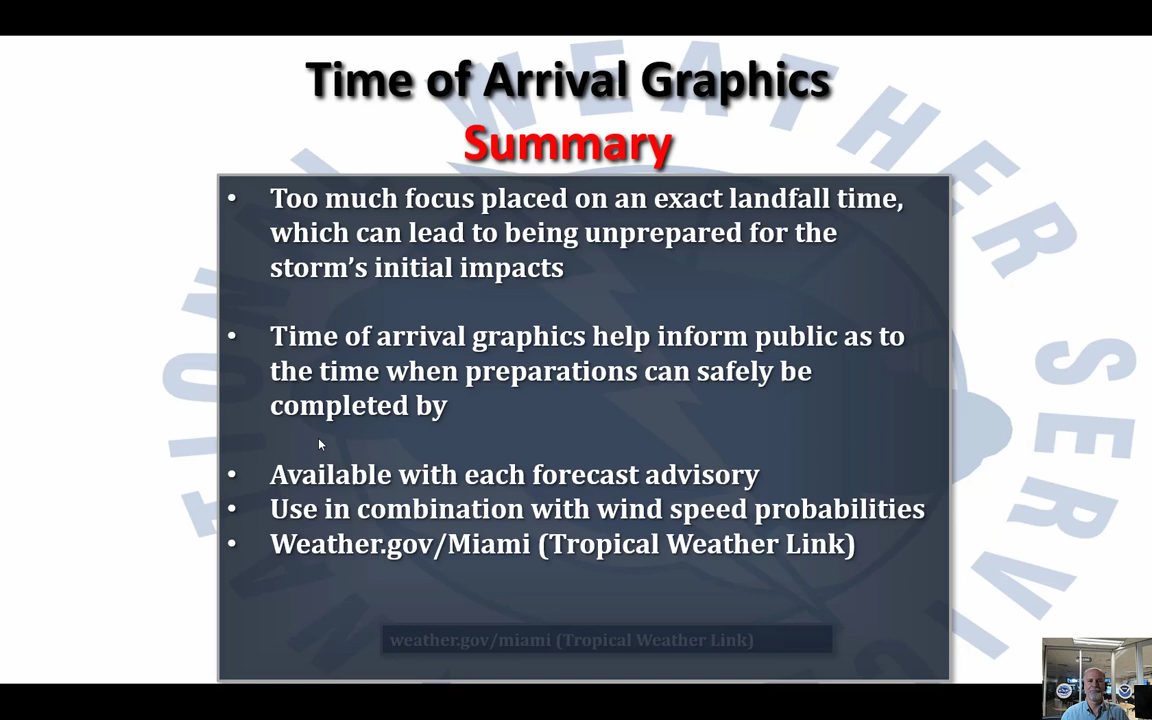 Time of Arrival Graphics
Summary
• Too much focus placed on an exact landfall time,
which can lead to being unprepared for the
storm's initial impacts
• Time of arrival graphics help inform public as to
the time when preparations can safely be
completed by
• Available with each forecast advisory
• Use in combination with wind speed probabilities
• Weather.gov/Miami (Tropical Weather Link)
weather.gov/miami (Tropical Weather Link)
NATIONAL WEATHER SERVICE